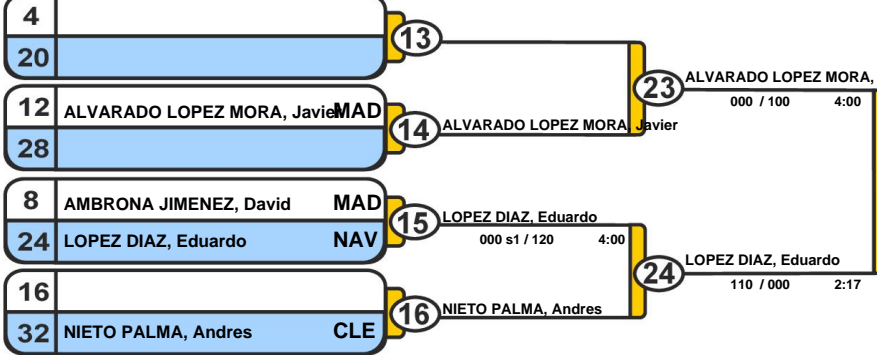 4
20
13
12 ALVARADO LOPEZ MORA, Javier MAD
28
14 ALVARADO LOPEZ MORA, Javier
23 ALVARADO LOPEZ MORA,
000 / 100 4:00
8 AMBRONA JIMENEZ, David MAD
24 LOPEZ DIAZ, Eduardo NAV
15 LOPEZ DIAZ, Eduardo
000 s1 / 120 4:00
16
32 NIETO PALMA, Andres CLE
16 NIETO PALMA, Andres
24 LOPEZ DIAZ, Eduardo
110 / 000 2:17